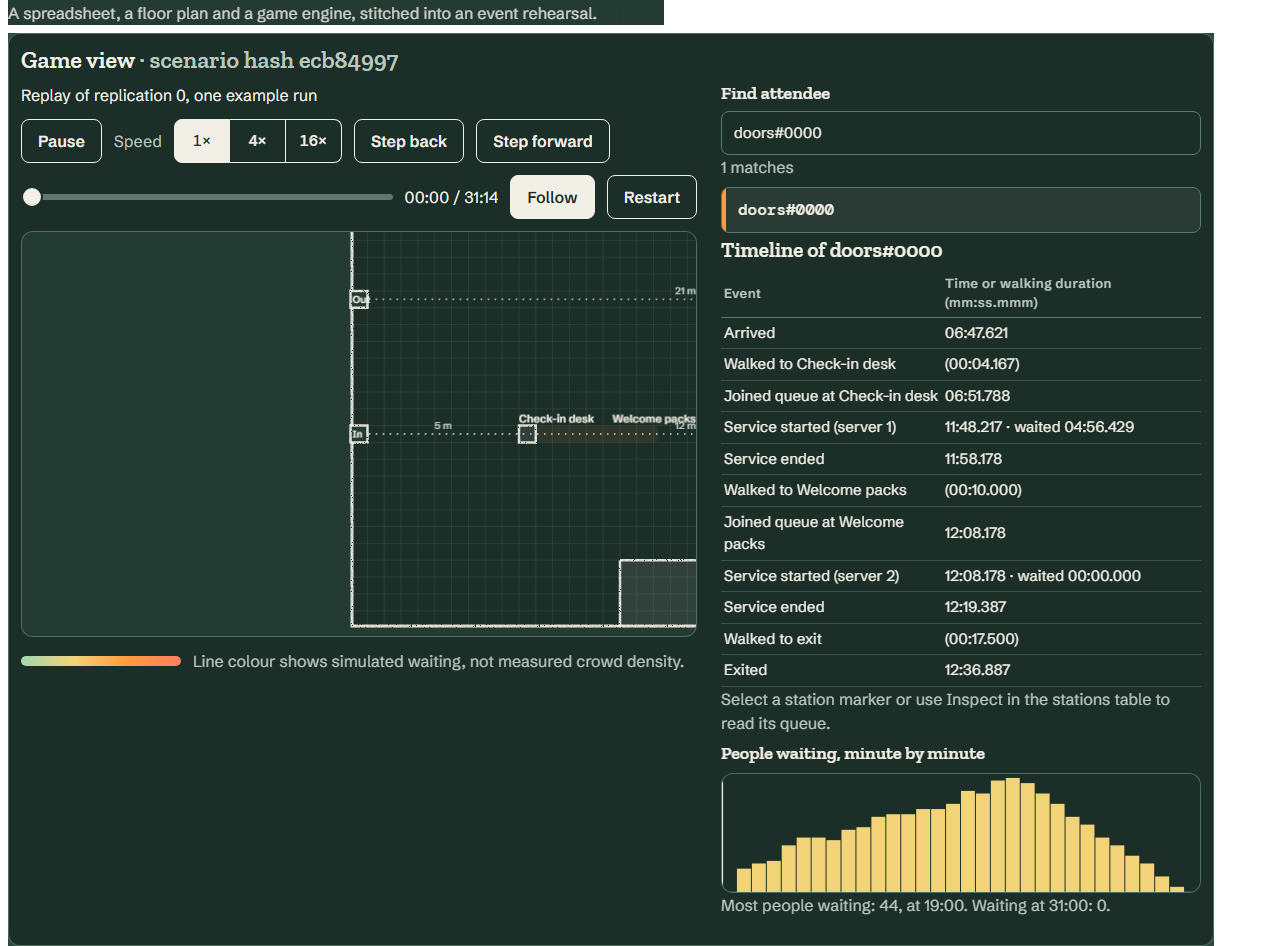 A spreadsheet, a floor plan and a game engine, stitched into an event rehearsal.
Game view · scenario hash ecb84997
Replay of replication 0, one example run
Pause Speed 1× 4× 16× Step back Step forward
00:00 / 31:14 Follow Restart
Out
21 m
In
5 m
Check-in desk
Welcome packs
12 m
Line colour shows simulated waiting, not measured crowd density.
Find attendee
doors#0000
1 matches
doors#0000
Timeline of doors#0000
Event Time or walking duration
(mm:ss.mmm)
Arrived 06:47.621
Walked to Check-in desk (00:04.167)
Joined queue at Check-in desk 06:51.788
Service started (server 1) 11:48.217 · waited 04:56.429
Service ended 11:58.178
Walked to Welcome packs (00:10.000)
Joined queue at Welcome
packs 12:08.178
Service started (server 2) 12:08.178 · waited 00:00.000
Service ended 12:19.387
Walked to exit (00:17.500)
Exited 12:36.887
Select a station marker or use Inspect in the stations table to
read its queue.
People waiting, minute by minute
Most people waiting: 44, at 19:00. Waiting at 31:00: 0.